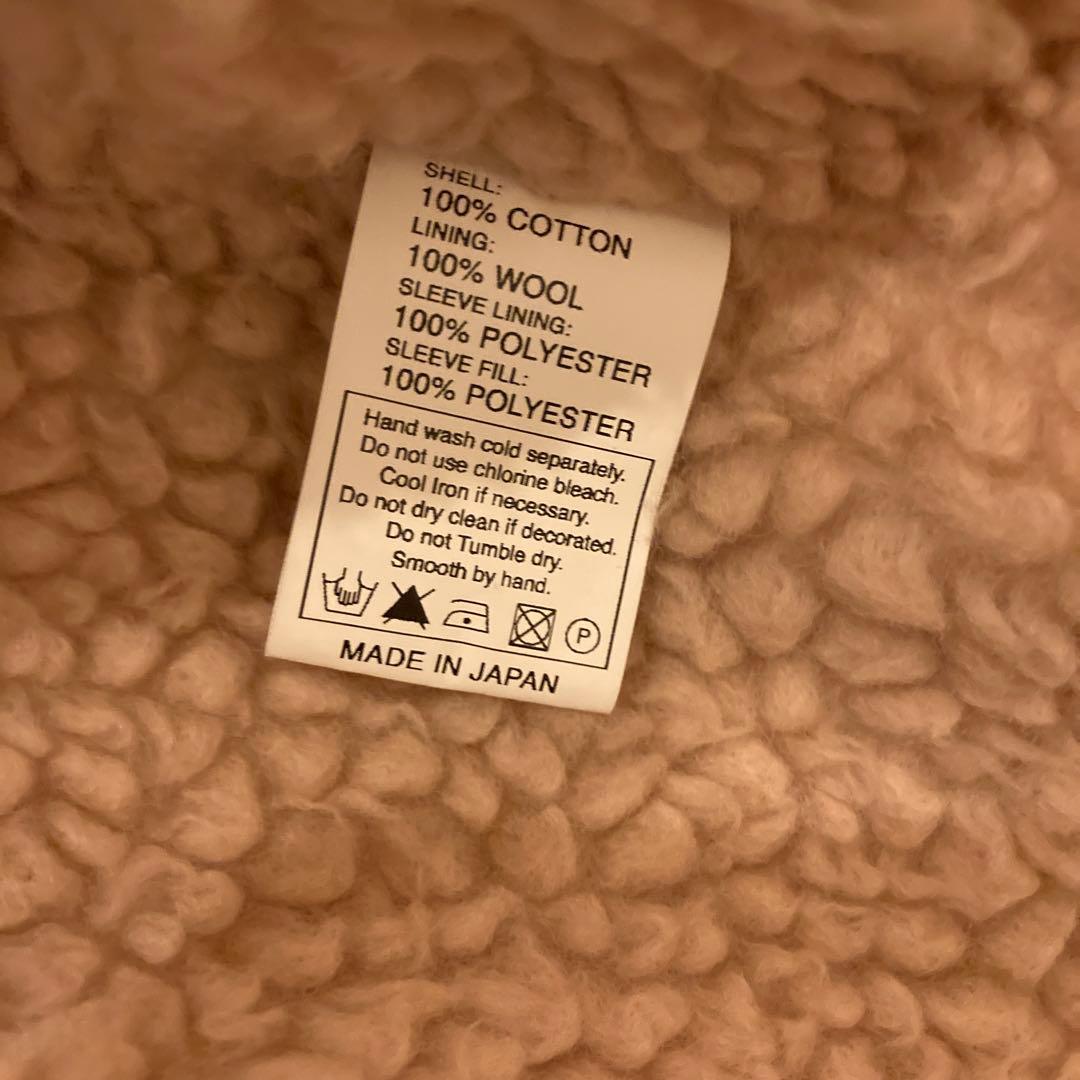 SHELL:
100% COTTON
LINING:
100% WOOL
SLEEVE LINING:
100% POLYESTER
SLEEVE FILL:
100% POLYESTER
Hand wash cold separately.
Do not use chlorine bleach.
Cool Iron if necessary.
Do not dry clean if decorated.
Do not Tumble dry.
Smooth by hand.
P
MADE IN JAPAN